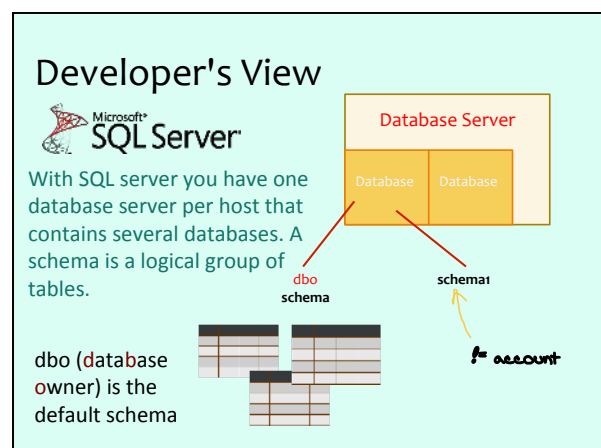 Developer's View
Microsoft®
SQL Server®
Database Server
Database
Database
With SQL server you have one
database server per host that
contains several databases. A
schema is a logical group of
tables.
dbo
schema
schema1
!= account
dbo (database
owner) is the
default schema